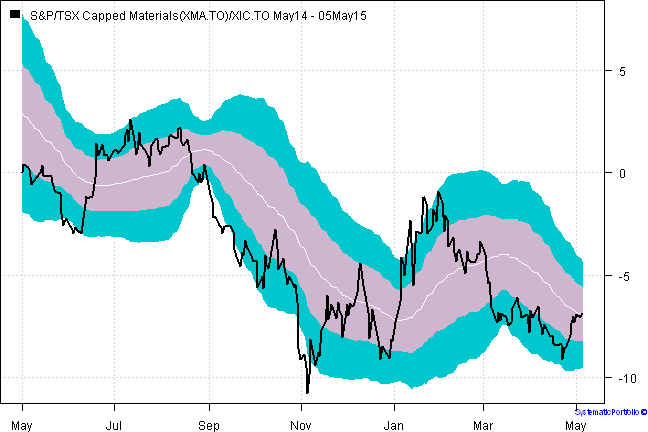 S&P/TSX Capped Materials(XMA.TO)/XIC.TO May14 - 05May15
5
0
-5
-10
May Jul Sep Nov Jan Mar May
SystematicPortfolio ©